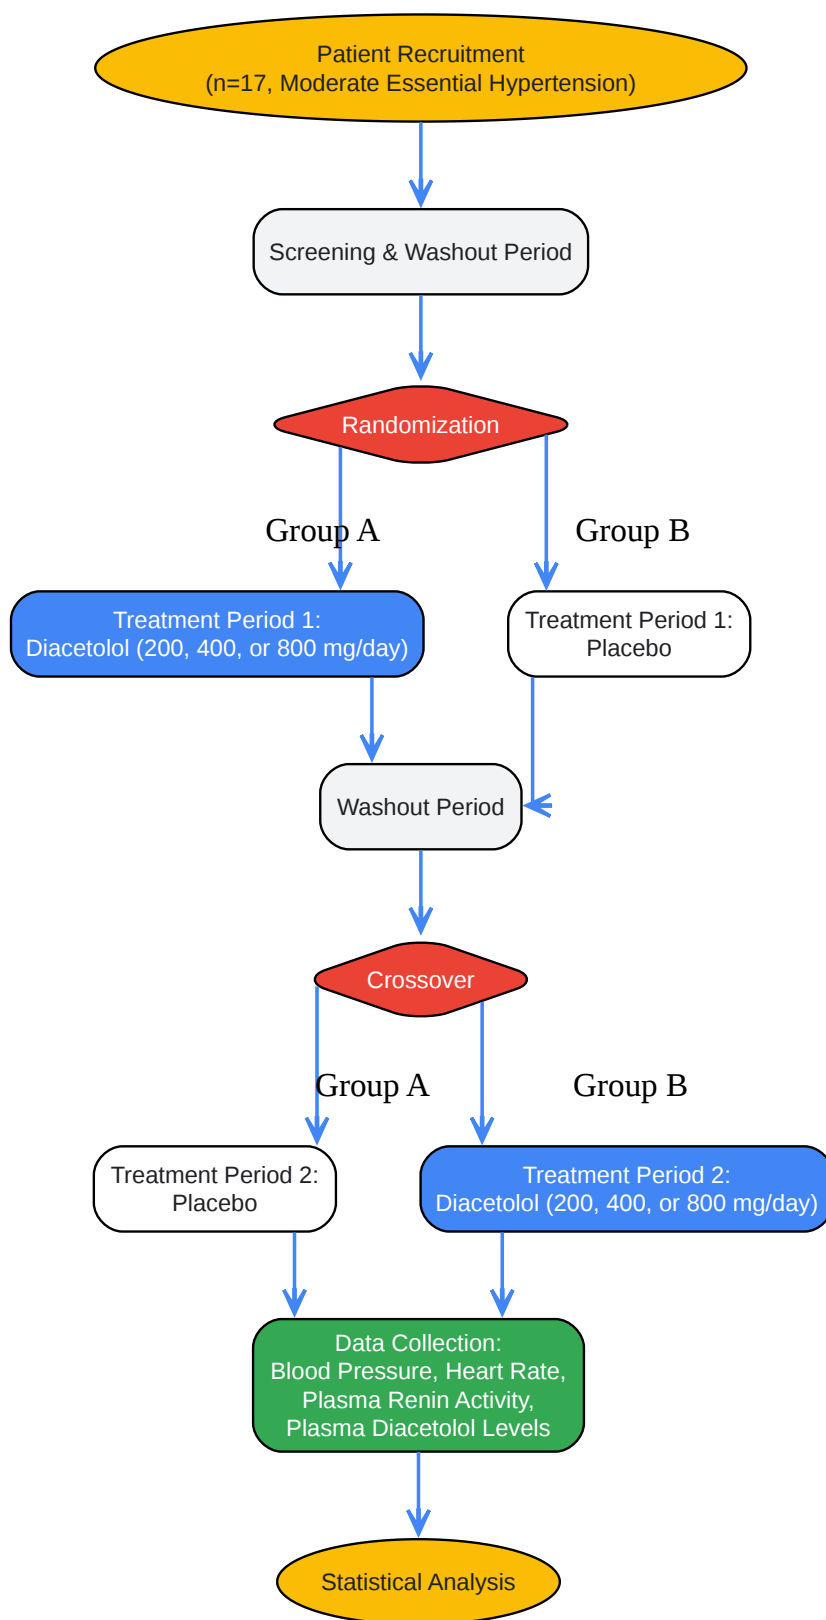 Patient Recruitment
(n=17, Moderate Essential Hypertension)
Screening & Washout Period
Randomization
Group A
Group B
Treatment Period 1:
Diacetolol (200, 400, or 800 mg/day)
Treatment Period 1:
Placebo
Washout Period
Crossover
Group A
Group B
Treatment Period 2:
Placebo
Treatment Period 2:
Diacetolol (200, 400, or 800 mg/day)
Data Collection:
Blood Pressure, Heart Rate,
Plasma Renin Activity,
Plasma Diacetolol Levels
Statistical Analysis